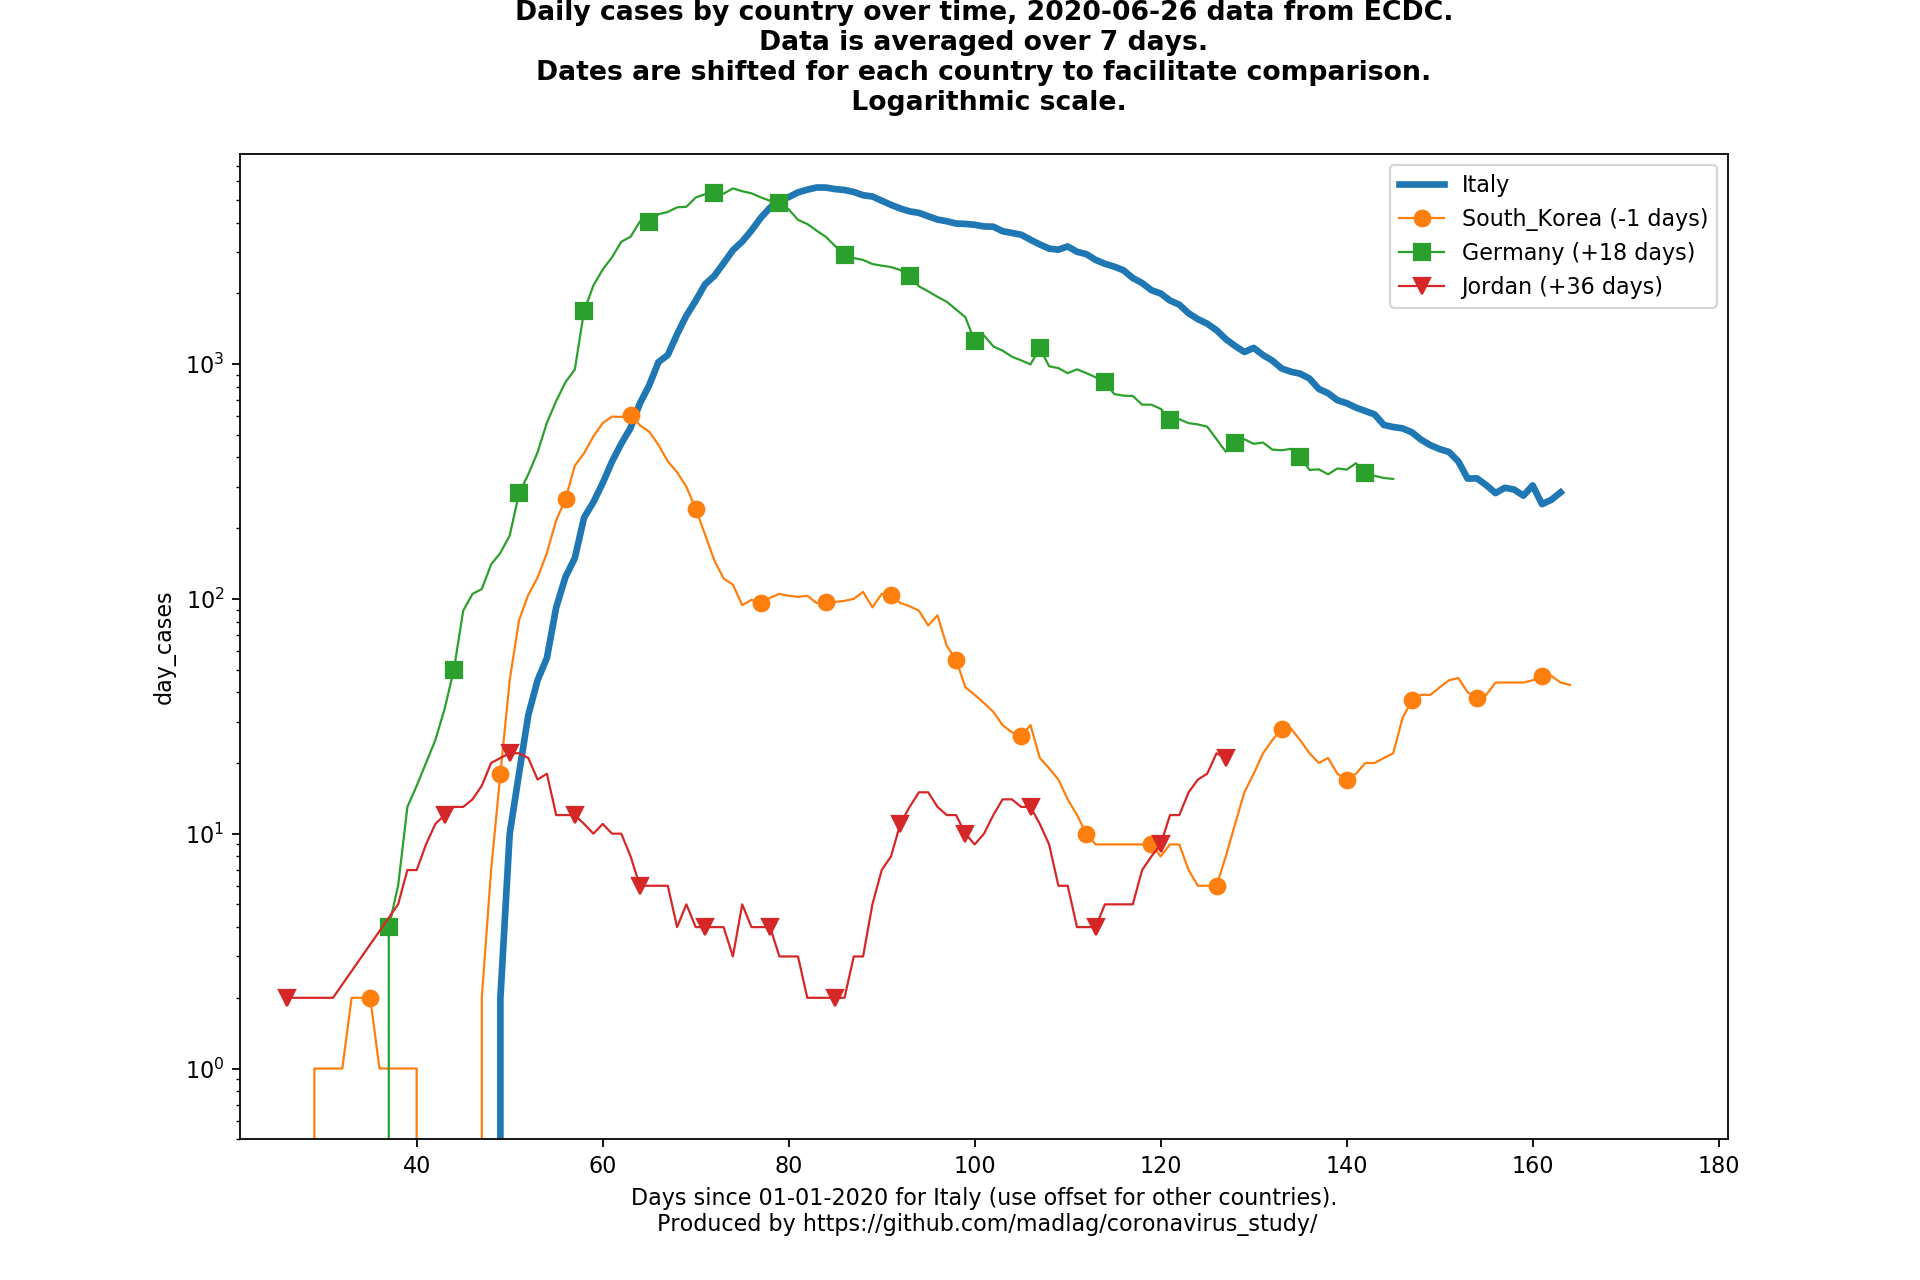 Daily cases by country over time, 2020-06-26 data from ECDC.
Data is averaged over 7 days.
Dates are shifted for each country to facilitate comparison.
Logarithmic scale.
Italy
South_Korea (-1 days)
Germany (+18 days)
Jordan (+36 days)
10³
10²
10¹
10⁰
day_cases
40 60 80 100 120 140 160 180
Days since 01-01-2020 for Italy (use offset for other countries).
Produced by https://github.com/madlag/coronavirus_study/